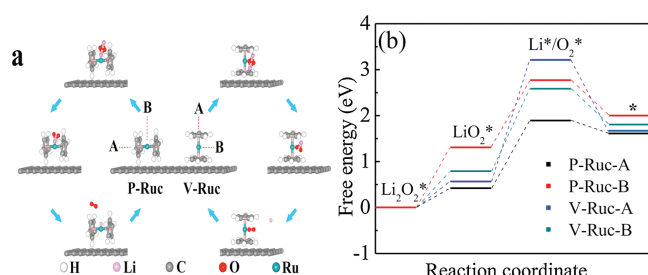 a
B
A
A
B
P-Ruc V-Ruc
H Li C O Ru
(b)
Free energy (eV)
4
3
2
1
0
-1
Li₂O₂*
LiO₂*
Li*/O₂*
*
P-Ruc-A
P-Ruc-B
V-Ruc-A
V-Ruc-B
Reaction coordinate